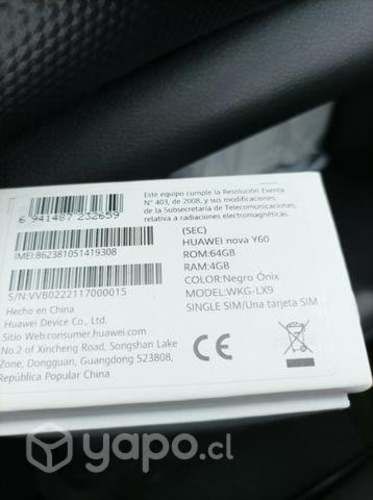 Este equipo cumple la Resolución Exenta
N° 403, de 2008, y sus modificaciones,
de la Subsecretaría de Telecomunicaciones,
relativa a radiaciones electromagnéticas.
6 941487 232659
IMEI:862381051419308
S/N:VVB0222117000015
(SEC)
HUAWEI nova Y60
ROM:64GB
RAM:4GB
COLOR:Negro Ónix
MODEL:WKG-LX9
SINGLE SIM/Una tarjeta SIM
Hecho en China
Huawei Device Co., Ltd.
Sitio Web:consumer.huawei.com
No.2 of Xincheng Road, Songshan Lake
Zone, Dongguan, Guangdong 523808,
República Popular China
CE
yapo.cl